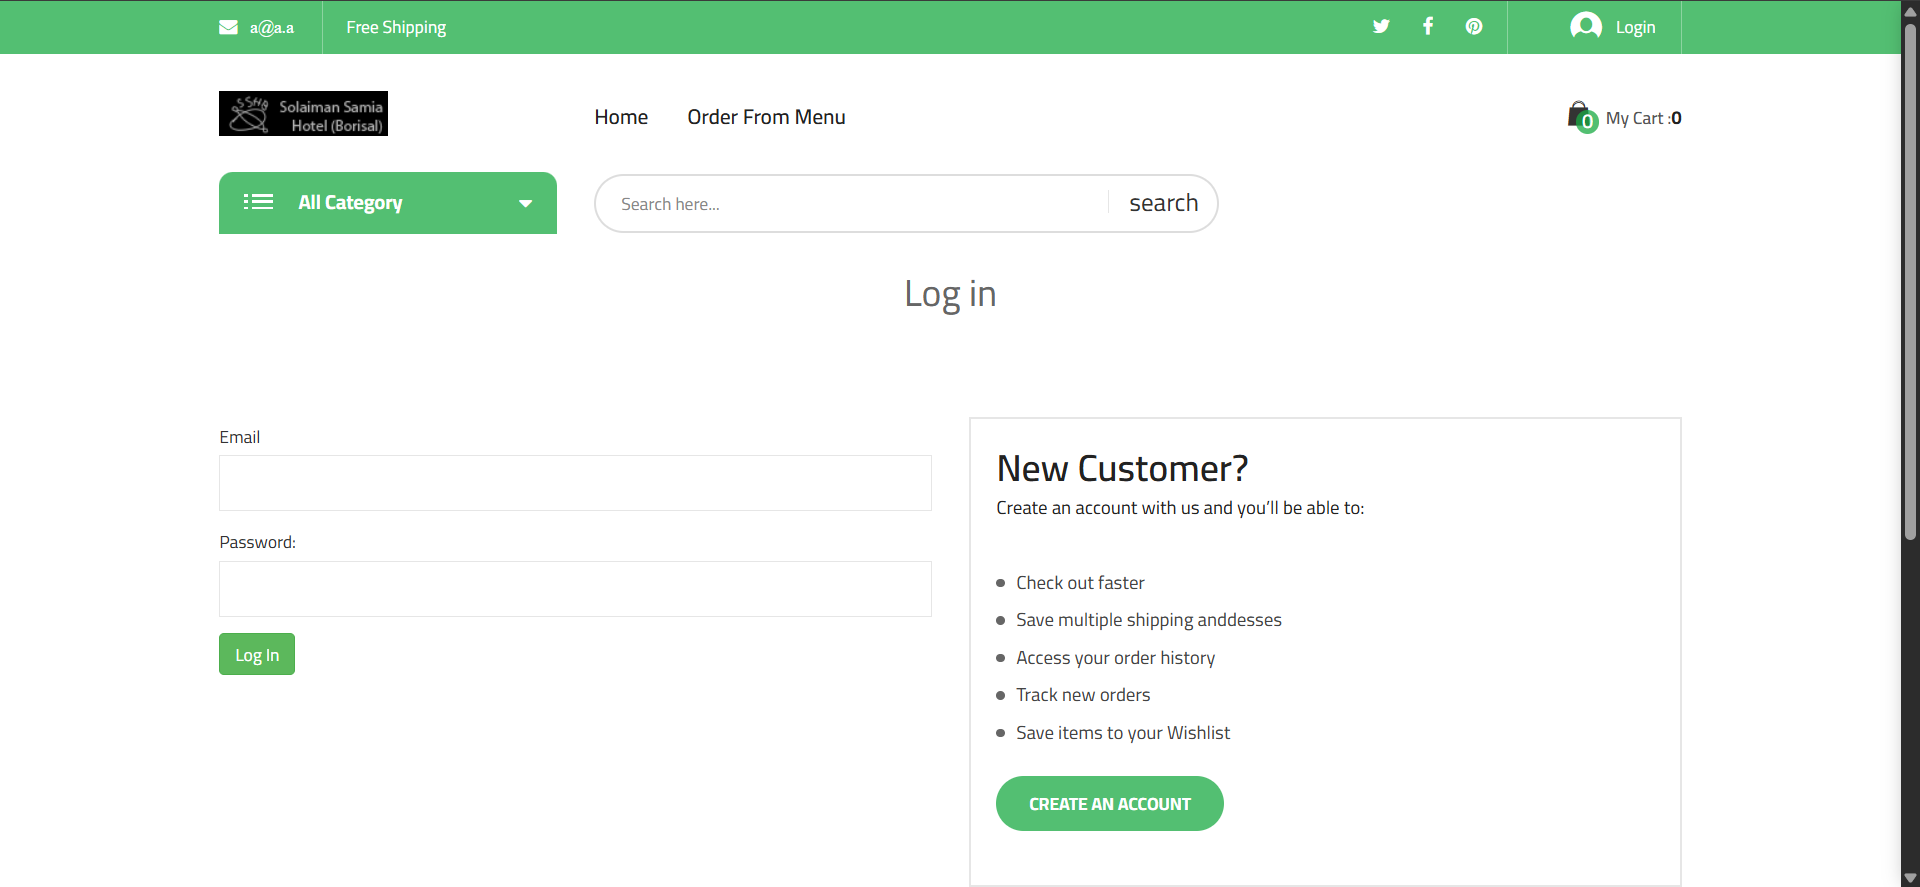 a@a.a
Free Shipping
Login
SSHB
Solaiman Samia
Hotel (Borisal)
Home
Order From Menu
0
My Cart :0
All Category
Search here...
search
Log in
Email
Password:
Log In
New Customer?
Create an account with us and you’ll be able to:
Check out faster
Save multiple shipping anddesses
Access your order history
Track new orders
Save items to your Wishlist
CREATE AN ACCOUNT